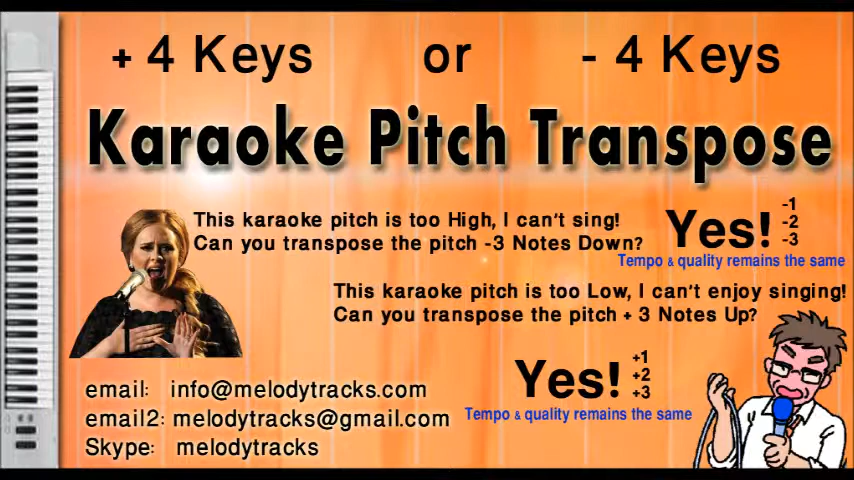 + 4 Keys or - 4 Keys
Karaoke Pitch Transpose
This karaoke pitch is too High, I can't sing!
Can you transpose the pitch -3 Notes Down?
Yes!
-1
-2
-3
Tempo & quality remains the same
This karaoke pitch is too Low, I can't enjoy singing!
Can you transpose the pitch + 3 Notes Up?
Yes!
+1
+2
+3
Tempo & quality remains the same
email: info@melodytracks.com
email2: melodytracks@gmail.com
Skype: melodytracks